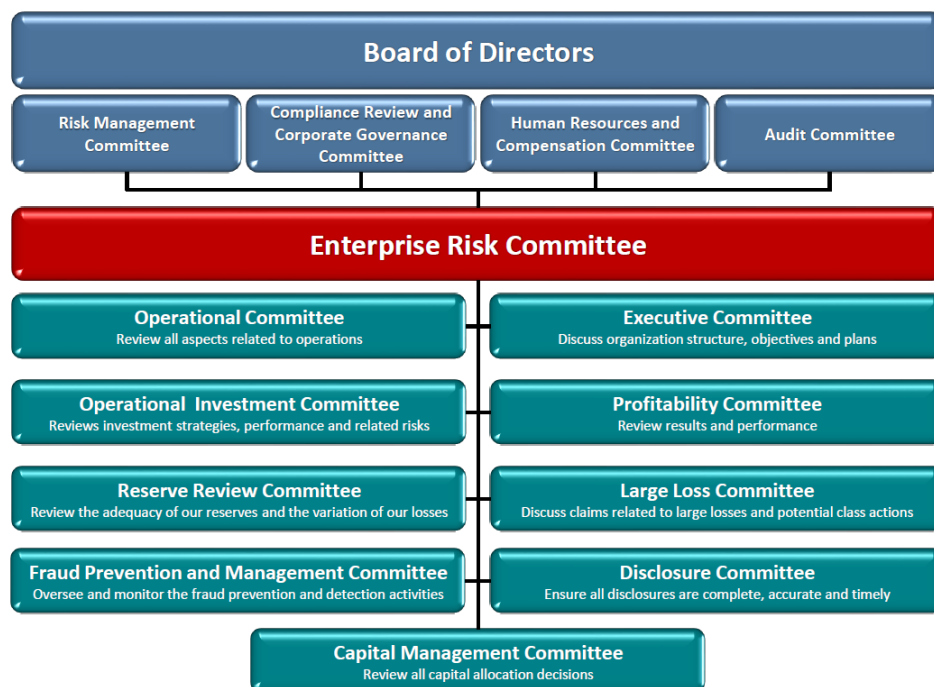 Board of Directors
Risk Management
Committee
Compliance Review and
Corporate Governance
Committee
Human Resources and
Compensation Committee
Audit Committee
Enterprise Risk Committee
Operational Committee
Review all aspects related to operations
Executive Committee
Discuss organization structure, objectives and plans
Operational Investment Committee
Reviews investment strategies, performance and related risks
Profitability Committee
Review results and performance
Reserve Review Committee
Review the adequacy of our reserves and the variation of our losses
Large Loss Committee
Discuss claims related to large losses and potential class actions
Fraud Prevention and Management Committee
Oversee and monitor the fraud prevention and detection activities
Disclosure Committee
Ensure all disclosures are complete, accurate and timely
Capital Management Committee
Review all capital allocation decisions